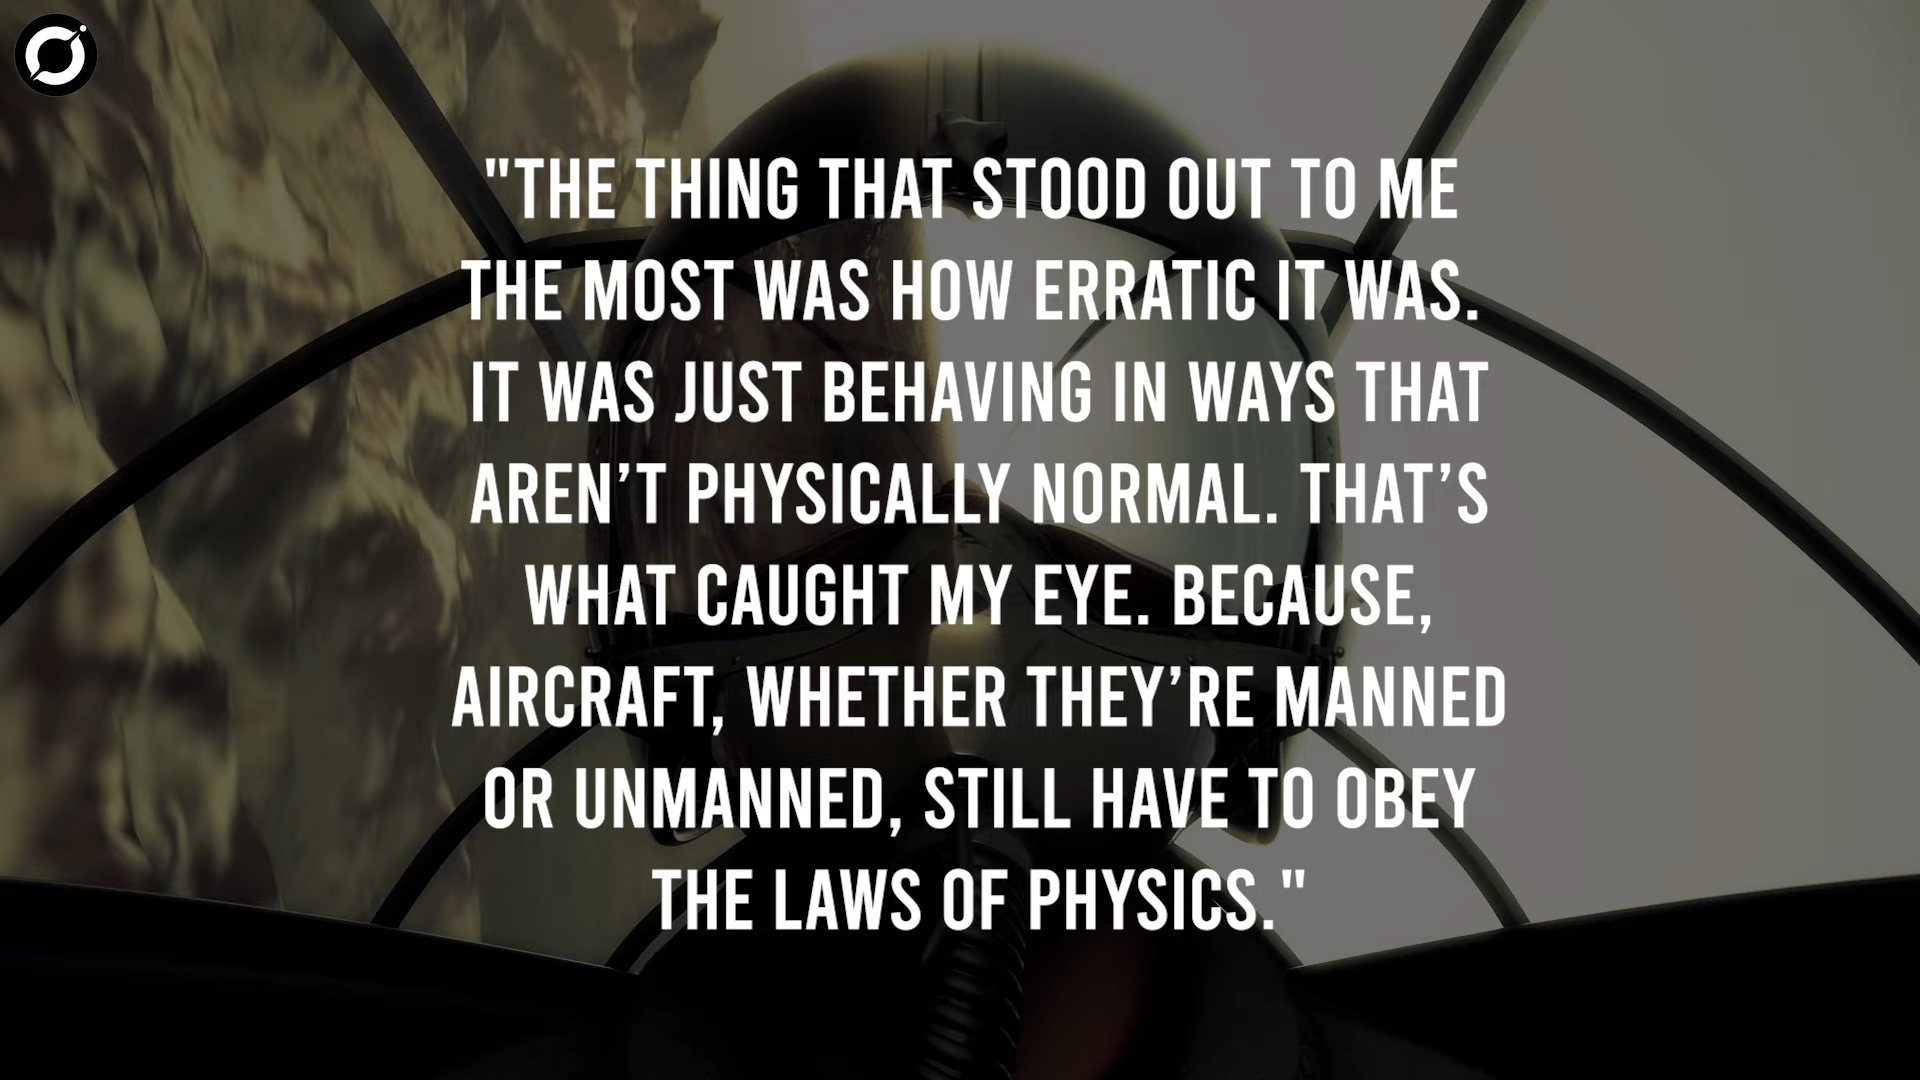 "THE THING THAT STOOD OUT TO ME
THE MOST WAS HOW ERRATIC IT WAS.
IT WAS JUST BEHAVING IN WAYS THAT
AREN’T PHYSICALLY NORMAL. THAT’S
WHAT CAUGHT MY EYE. BECAUSE,
AIRCRAFT, WHETHER THEY’RE MANNED
OR UNMANNED, STILL HAVE TO OBEY
THE LAWS OF PHYSICS."